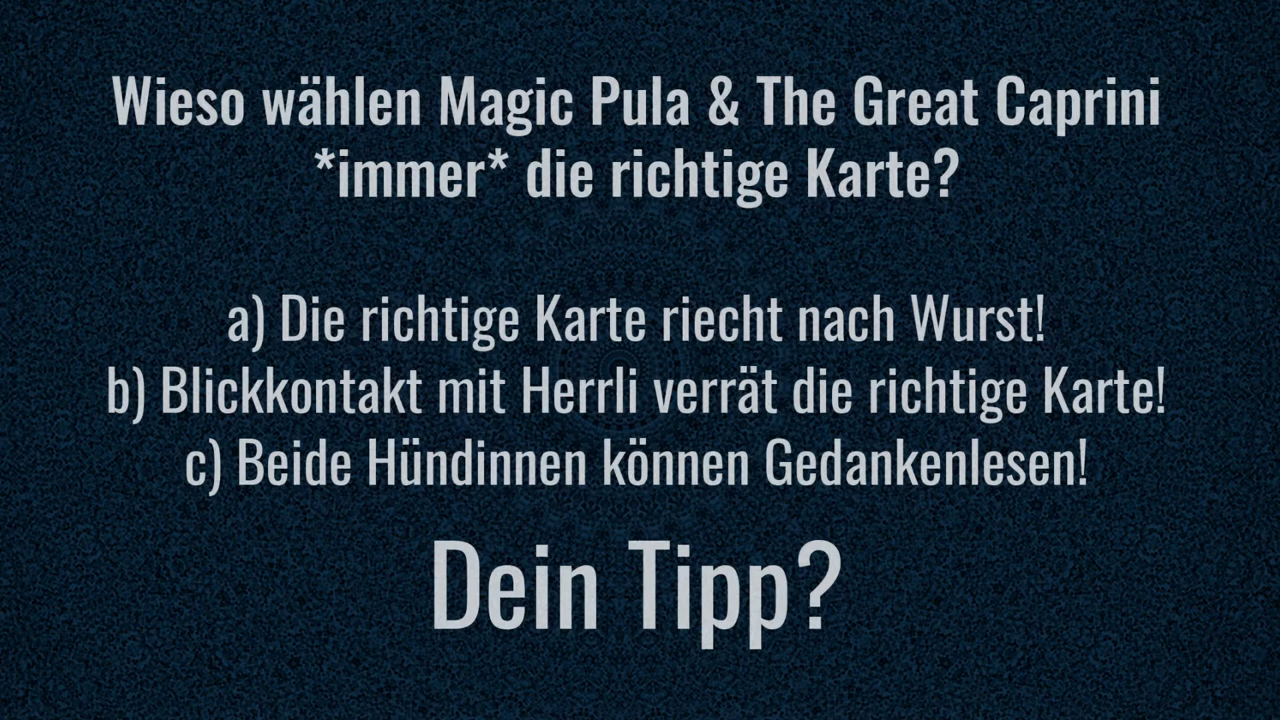 Wieso wählen Magic Pula & The Great Caprini
*immer* die richtige Karte?
a) Die richtige Karte riecht nach Wurst!
b) Blickkontakt mit Herrli verrät die richtige Karte!
c) Beide Hündinnen können Gedankenlesen!
Dein Tipp?